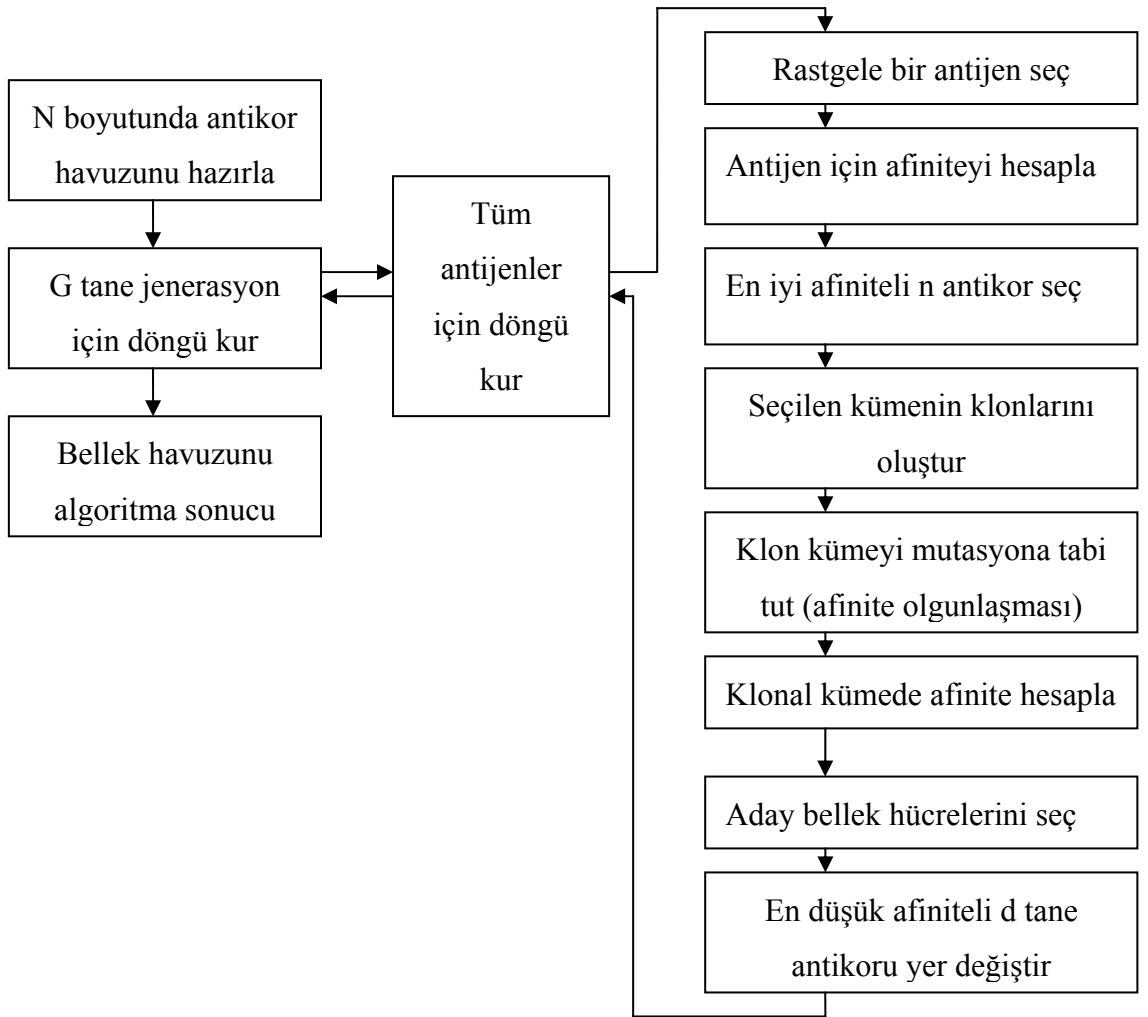 N boyutunda antikor
havuzunu hazırla
G tane jenerasyon
için döngü kur
Bellek havuzunu
algoritma sonucu
Tüm
antijenler
için döngü
kur
Rastgele bir antijen seç
Antijen için afiniteyi hesapla
En iyi afiniteli n antikor seç
Seçilen kümenin klonlarını
oluştur
Klon kümeyi mutasyona tabi
tut (afinite olgunlaşması)
Klonal kümede afinite hesapla
Aday bellek hücrelerini seç
En düşük afiniteli d tane
antikoru yer değiştir